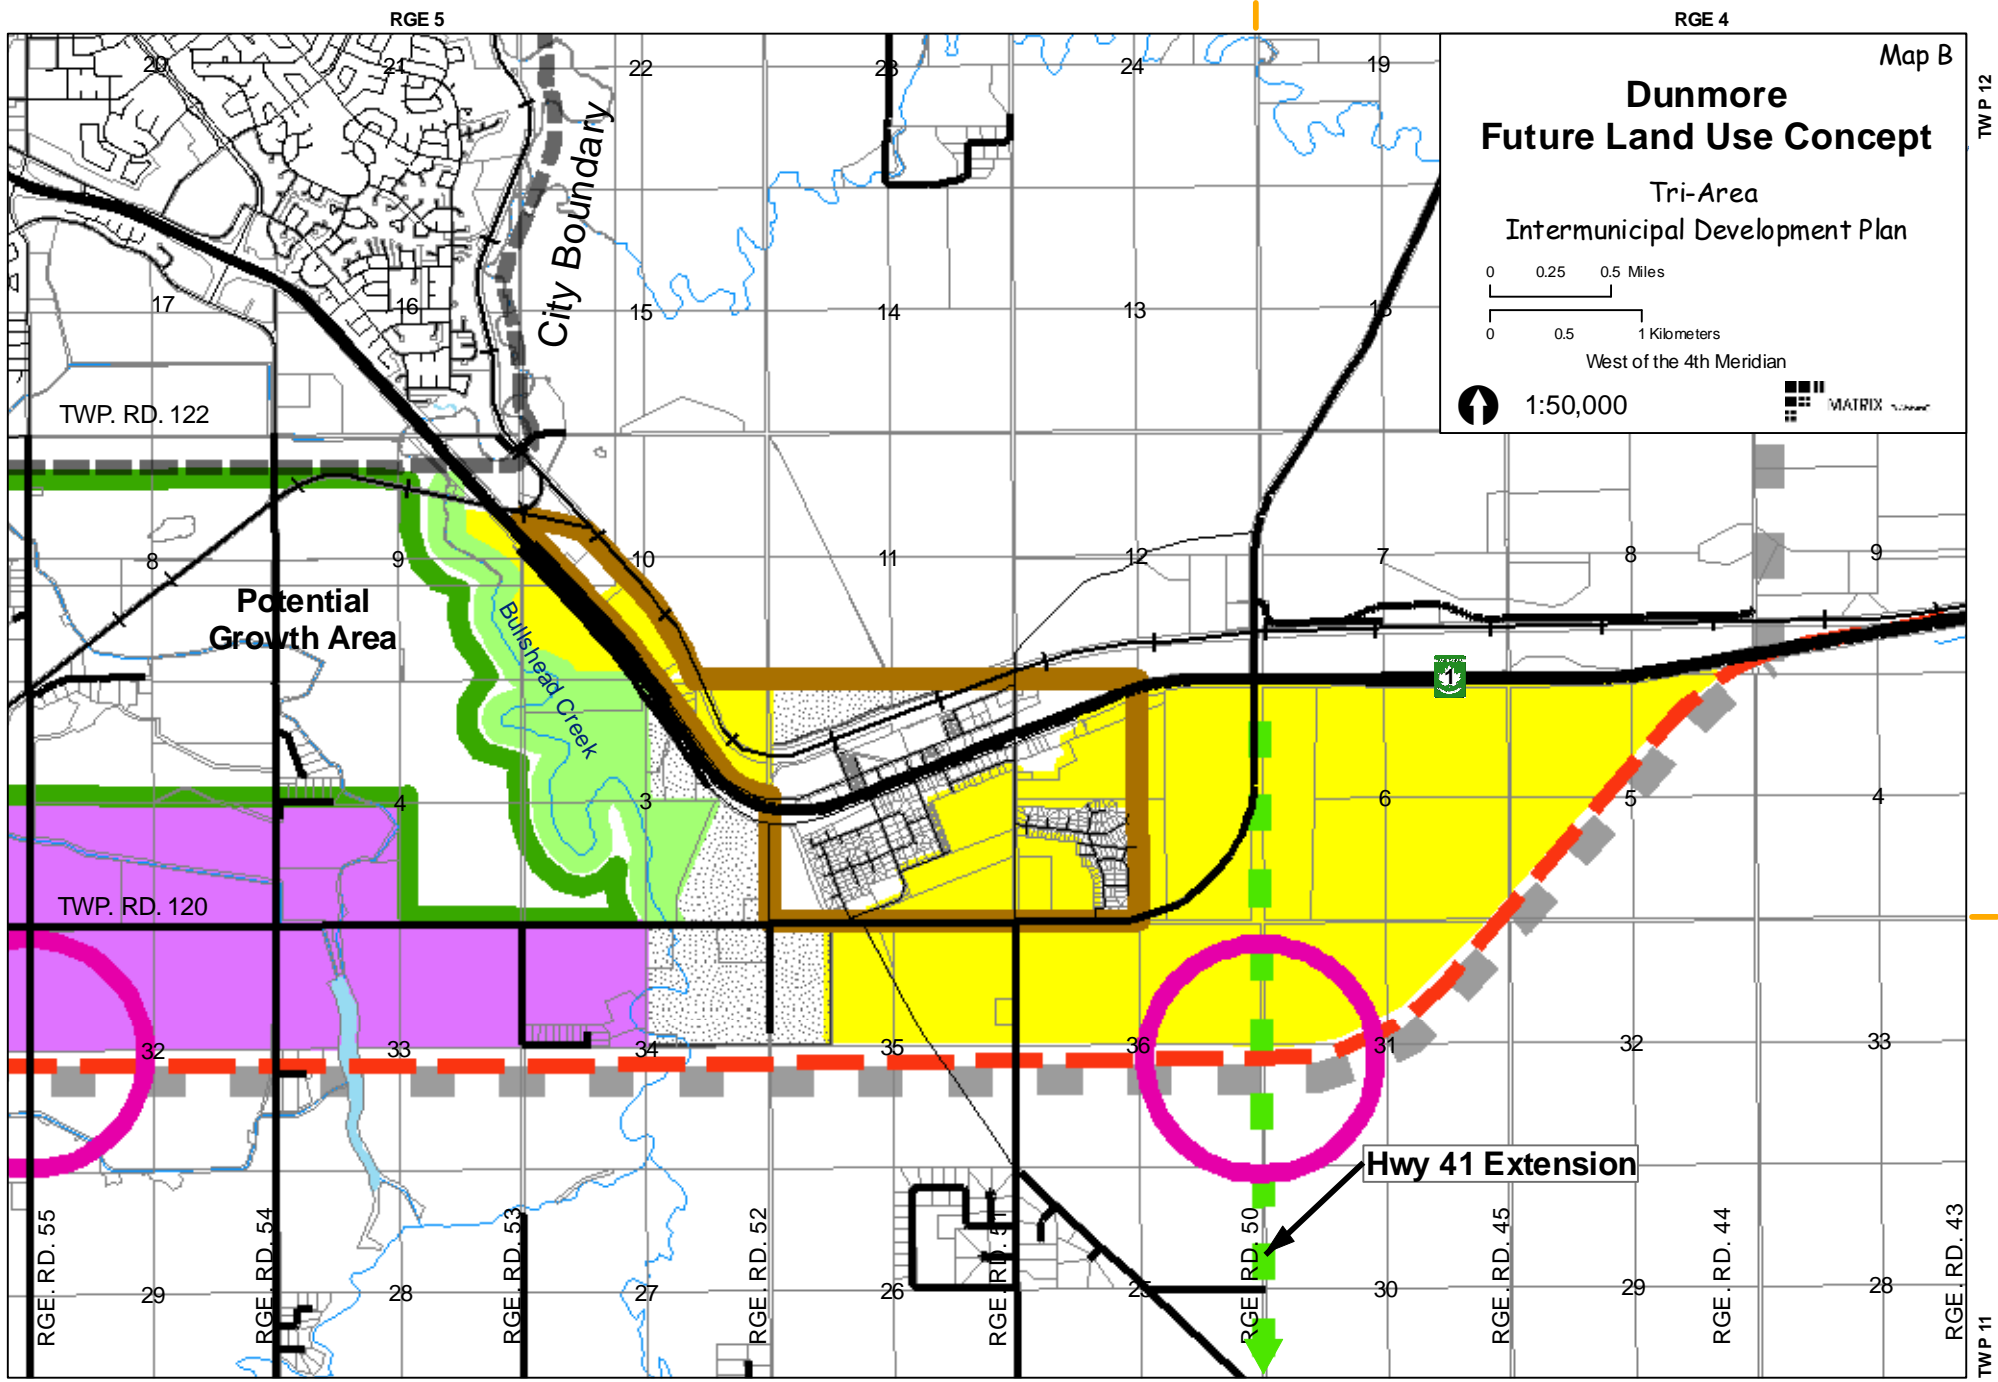 RGE 5
RGE 4
Map B
Dunmore
Future Land Use Concept
Tri-Area
Intermunicipal Development Plan
0 0.25 0.5 Miles
0 0.5 1 Kilometers
West of the 4th Meridian
1:50,000
MATRIX
TWP 12
20
21
22
23
24
19
City Boundary
17
16
15
14
13
18
TWP. RD. 122
8
9
10
11
12
7
8
9
Potential
Growth Area
Bullshead Creek
1
4
3
6
5
4
TWP. RD. 120
32
33
34
35
36
31
32
33
Hwy 41 Extension
RGE. RD. 55
RGE. RD. 54
RGE. RD. 53
RGE. RD. 52
RGE. RD. 51
RGE. RD. 50
RGE. RD. 45
RGE. RD. 44
RGE. RD. 43
29
28
27
26
25
30
29
28
TWP 11